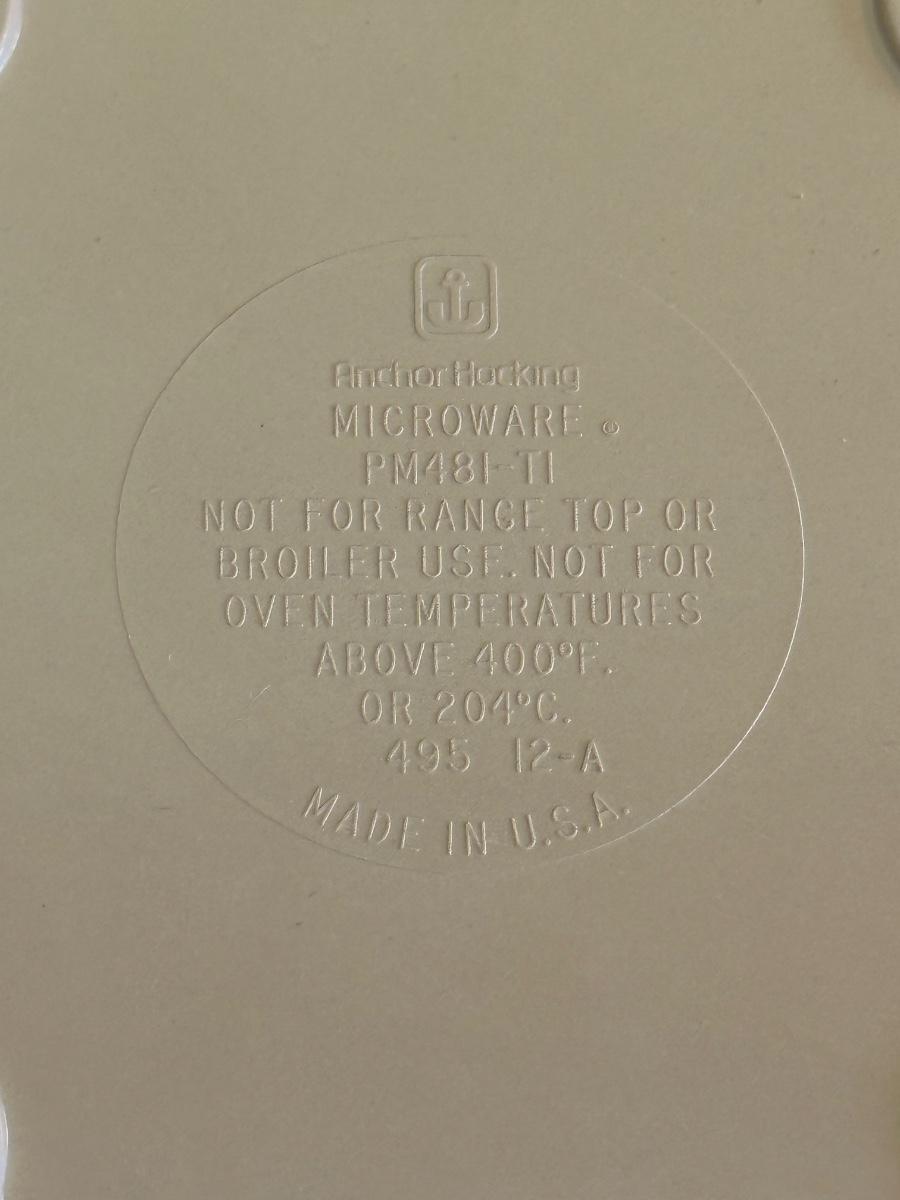 Anchor Hocking
MICROWARE ®
PM481-T1
NOT FOR RANGE TOP OR
BROILER USE. NOT FOR
OVEN TEMPERATURES
ABOVE 400°F.
OR 204°C.
495 12-A
MADE IN U.S.A.